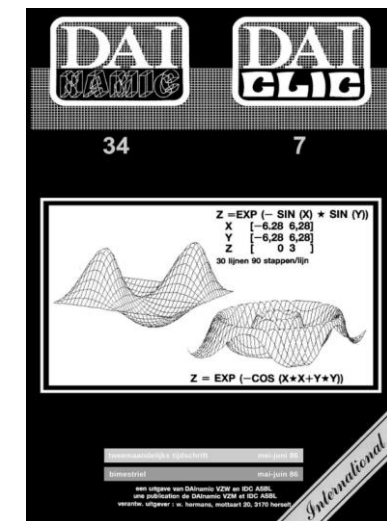 DAI DAI
NAMIC CLIC
34 7
Z =EXP (− SIN (X) ★ SIN (Y))
X [−6.28 6,28]
Y [−6,28 6,28]
Z [ 0 3 ]
30 lijnen 90 stappen/lijn
Z = EXP (−COS (X★X+Y★Y))
tweemaandelijks tijdschrift mei-juni 86
bimestriel mai-juin 86
een uitgave van DAInamic VZW en IDC ASBL
une publication de DAInamic VZW et IDC ASBL
verantw. uitgever : w. hermans, mottaart 20, 3170 herselt
International